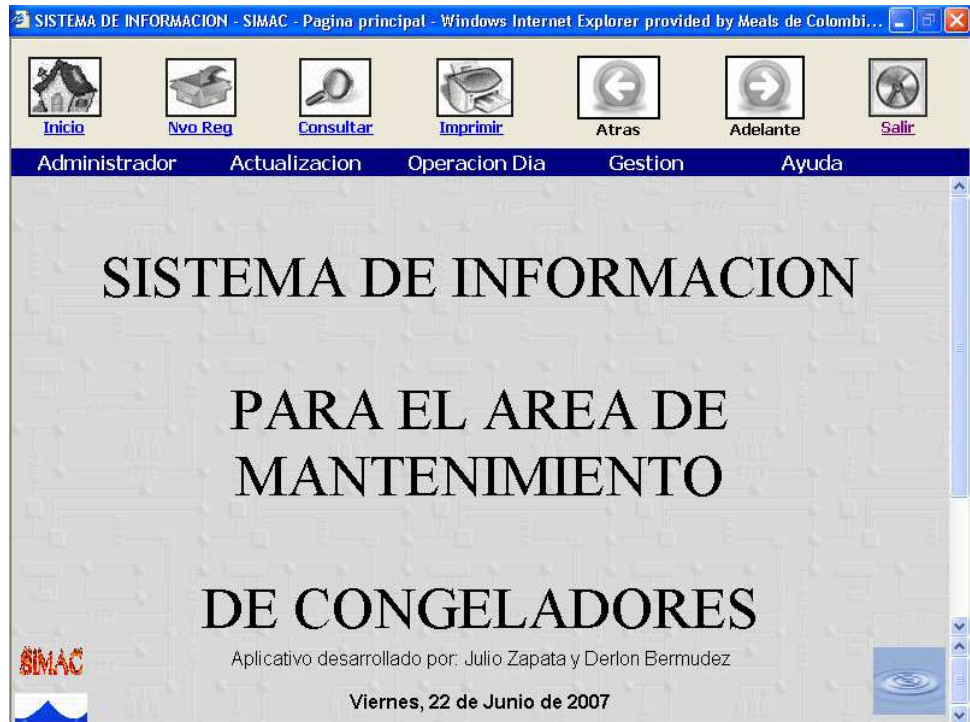 SISTEMA DE INFORMACION - SIMAC - Pagina principal - Windows Internet Explorer provided by Meals de Colombi...
Inicio Nvo Reg Consultar Imprimir Atras Adelante Salir
Administrador Actualizacion Operacion Dia Gestion Ayuda
SISTEMA DE INFORMACION
PARA EL AREA DE
MANTENIMIENTO
DE CONGELADORES
SIMAC
Aplicativo desarrollado por: Julio Zapata y Derlon Bermudez
Viernes, 22 de Junio de 2007